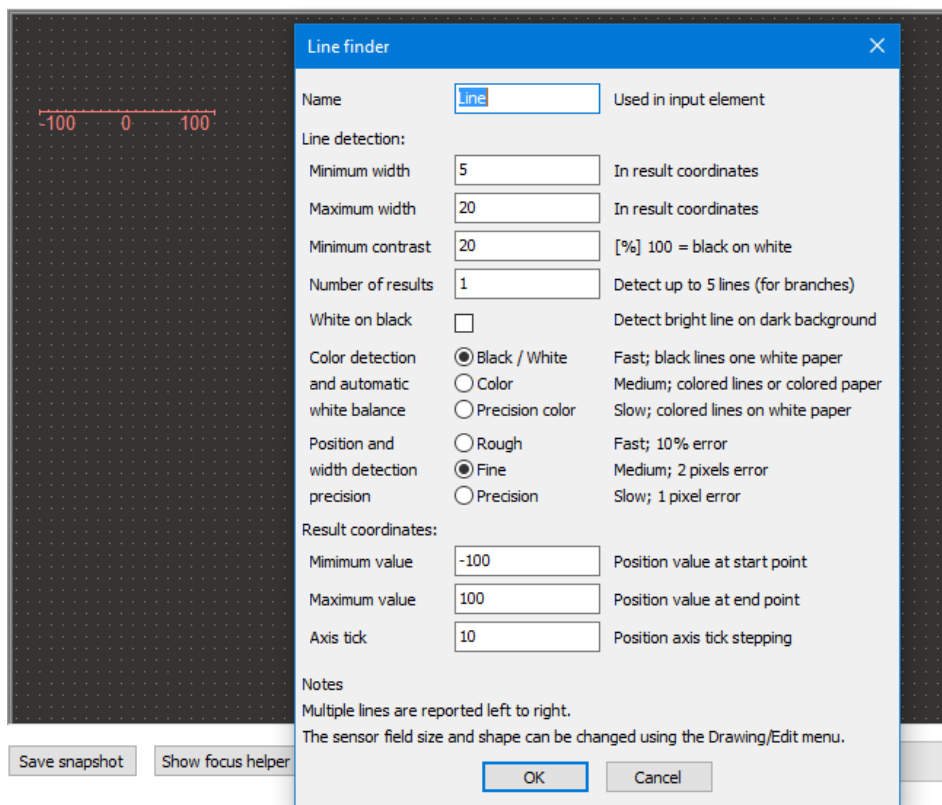 Line finder
-100 0 100
Name Line Used in input element
Line detection:
Minimum width 5 In result coordinates
Maximum width 20 In result coordinates
Minimum contrast 20 [%] 100 = black on white
Number of results 1 Detect up to 5 lines (for branches)
White on black Detect bright line on dark background
Color detection Black / White Fast; black lines one white paper
and automatic Color Medium; colored lines or colored paper
white balance Precision color Slow; colored lines on white paper
Position and Rough Fast; 10% error
width detection Fine Medium; 2 pixels error
precision Precision Slow; 1 pixel error
Result coordinates:
Mimimum value -100 Position value at start point
Maximum value 100 Position value at end point
Axis tick 10 Position axis tick stepping
Notes
Multiple lines are reported left to right.
The sensor field size and shape can be changed using the Drawing/Edit menu.
Save snapshot Show focus helper OK Cancel